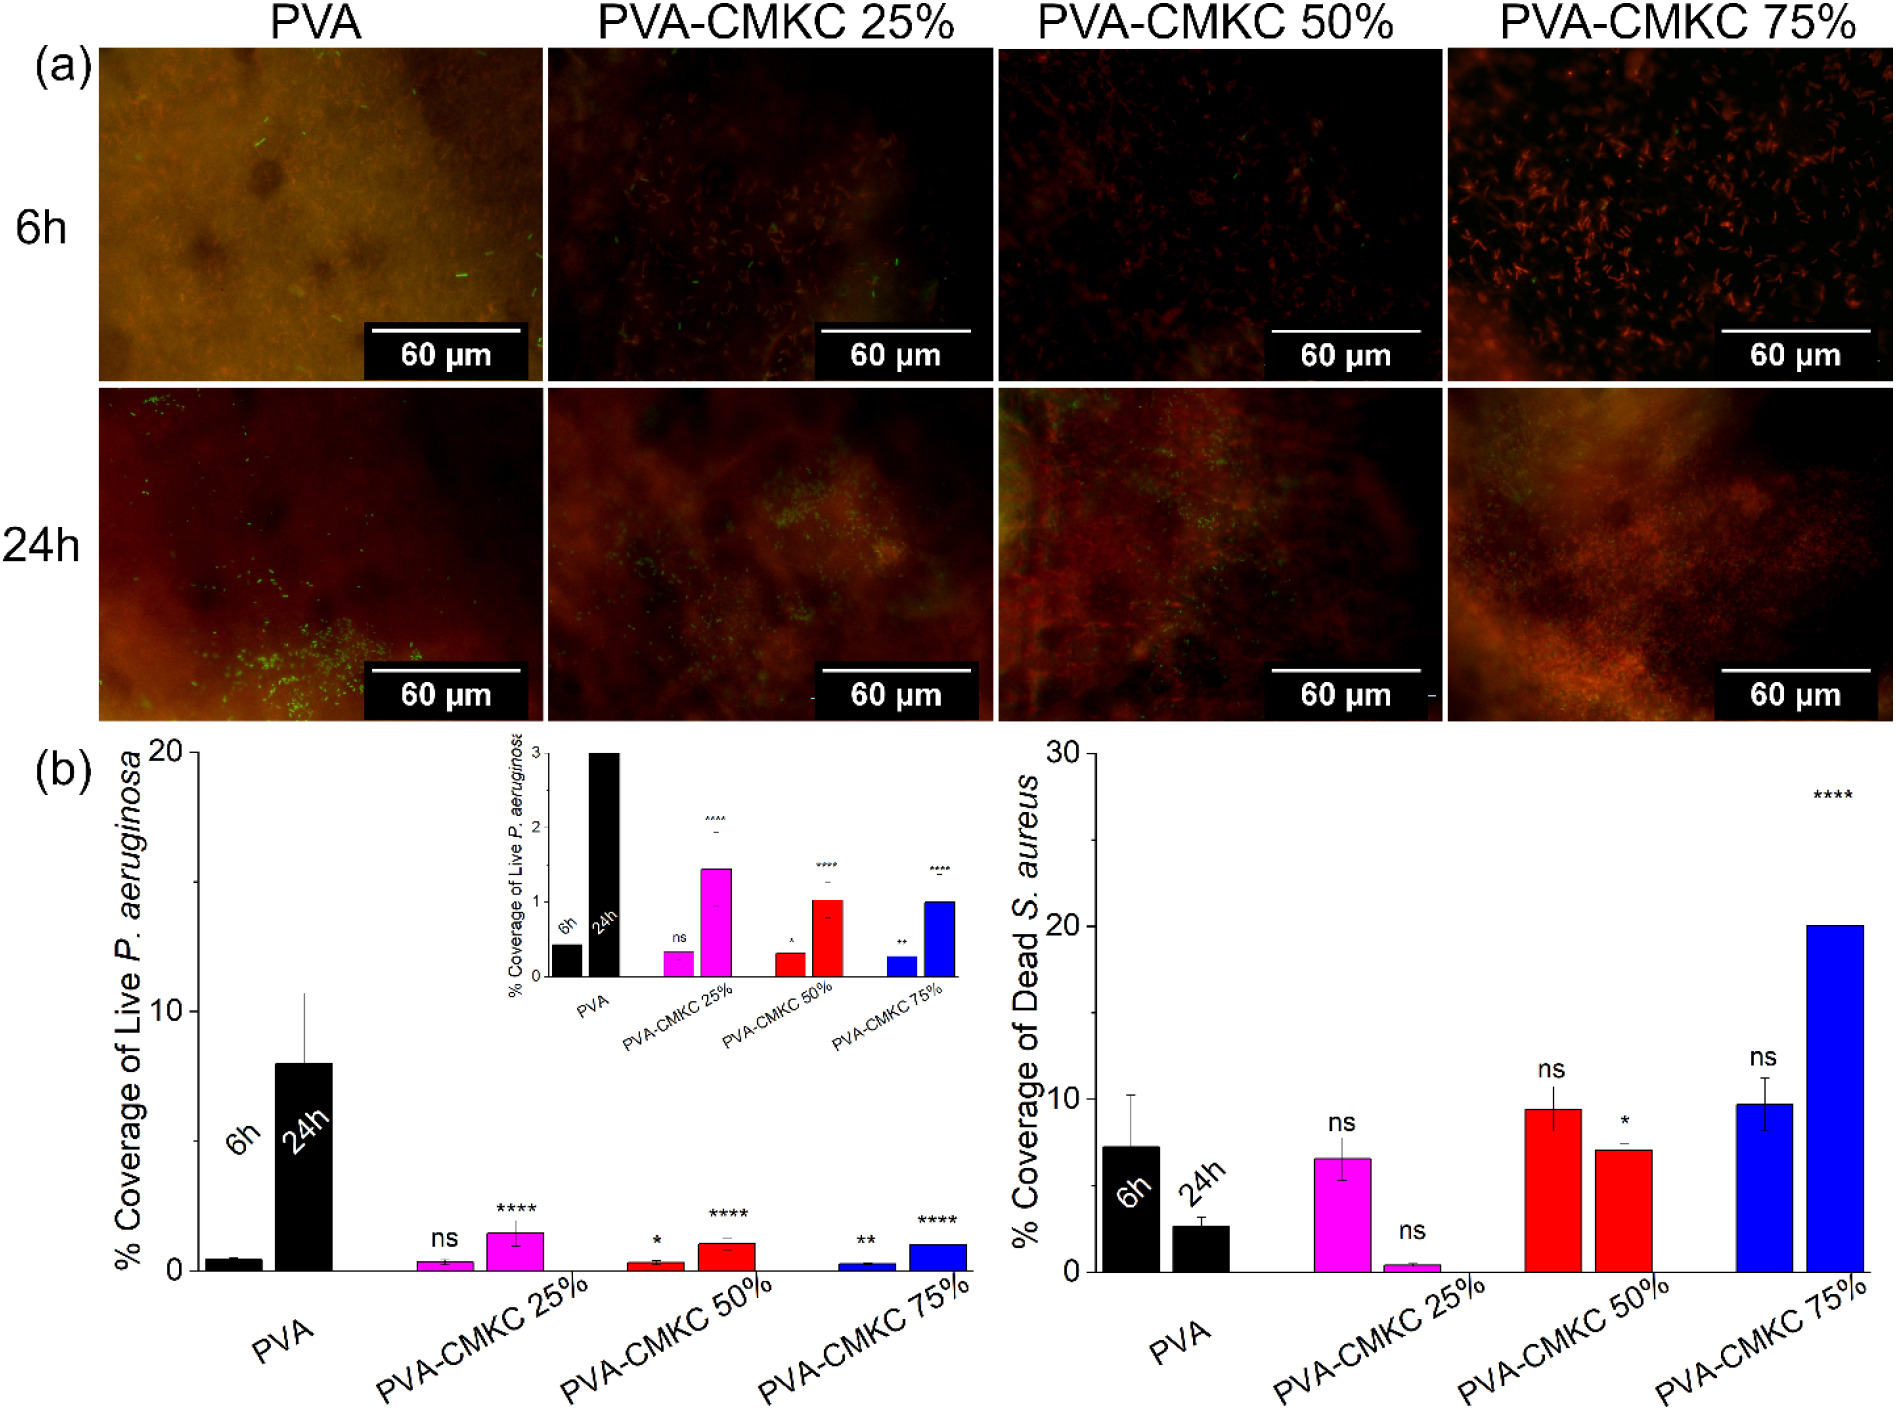 PVA PVA-CMKC 25% PVA-CMKC 50% PVA-CMKC 75%
(a)
6h
60 µm 60 µm 60 µm 60 µm
24h
60 µm 60 µm 60 µm 60 µm
(b)
% Coverage of Live P. aeruginosa
20
10
0
6h
24h
ns
****
*
****
**
****
PVA
PVA-CMKC 25%
PVA-CMKC 50%
PVA-CMKC 75%
% Coverage of Live P. aeruginosa
3
2
1
0
6h
24h
ns
****
*
****
**
****
PVA
PVA-CMKC 25%
PVA-CMKC 50%
PVA-CMKC 75%
% Coverage of Dead S. aureus
30
20
10
0
6h
24h
ns
ns
ns
*
ns
****
PVA
PVA-CMKC 25%
PVA-CMKC 50%
PVA-CMKC 75%